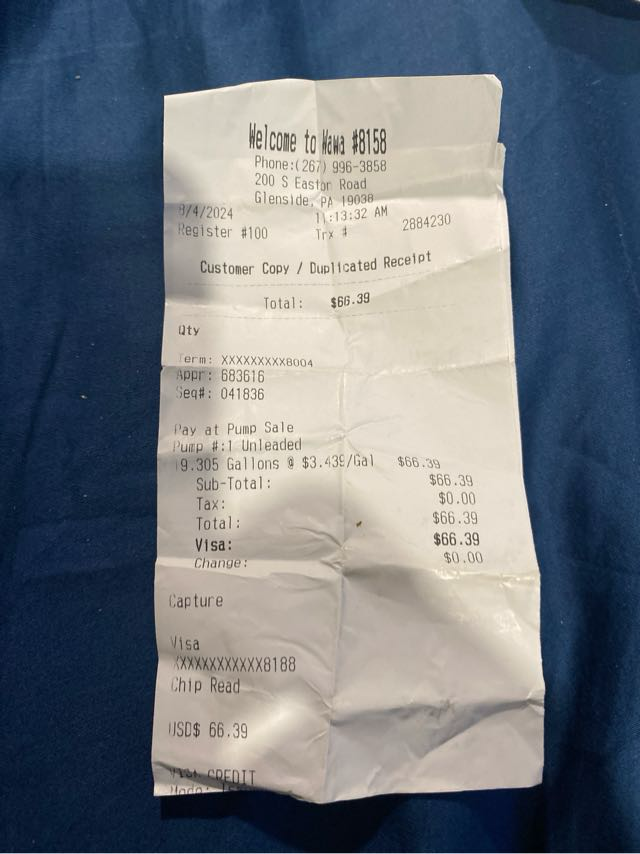 Welcome to Wawa #8158
Phone:(267) 996-3858
200 S Easton Road
Glenside, PA 19038
8/4/2024 11:13:32 AM
Register #100 Trx # 2884230
Customer Copy / Duplicated Receipt
Total: $66.39
Qty
Term: XXXXXXXXX8004
Appr: 683616
Seq#: 041836
Pay at Pump Sale
Pump #:1 Unleaded
19.305 Gallons @ $3.439/Gal $66.39
Sub-Total: $66.39
Tax: $0.00
Total: $66.39
Visa: $66.39
Change: $0.00
Capture
Visa
XXXXXXXXXXXX8188
Chip Read
USD$ 66.39
VISA CREDIT
Mode: